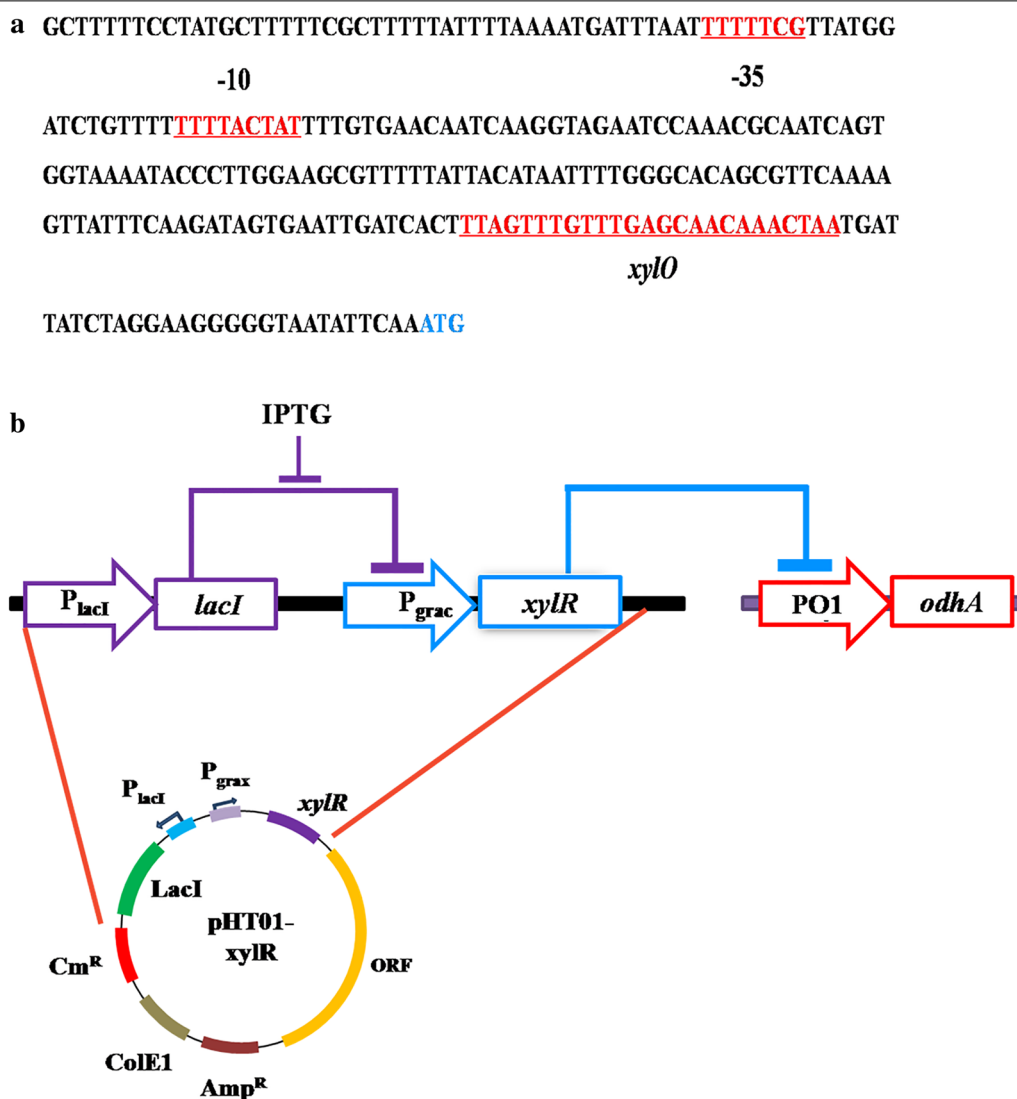 a
GCTTTTTCCTATGCTTTTTCGCTTTTTATTTTAAAATGATTTAATTTTTTCGTTATGG
-10 -35
ATCTGTTTTTTTTACTATTTTGTGAACAATCAAGGTAGAATCCAAACGCAATCAGT
GGTAAAATACCCTTGGAAGCGTTTTTATTACATAATTTTGGGCACAGCGTTCAAAA
GTTATTTCAAGATAGTGAATTGATCACTTTAGTTTGTTTGAGCAACAAACTAATGAT
xylO
TATCTAGGAAGGGGGTAATATTCAAATG
b
IPTG
PlacI lacI Pgrac xylR PO1 odhA
Pgrax
PlacI
xylR
LacI
pHT01-
xylR
CmR
ORF
ColE1
AmpR